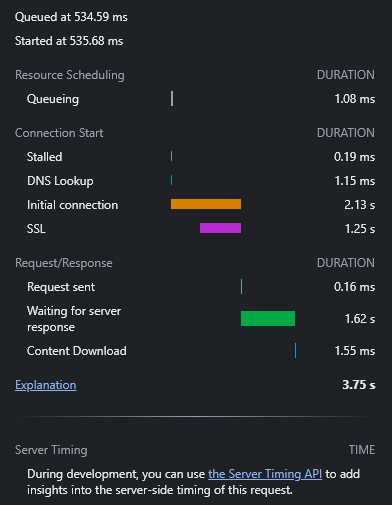 Queued at 534.59 ms
Started at 535.68 ms
Resource Scheduling DURATION
Queueing 1.08 ms
Connection Start DURATION
Stalled 0.19 ms
DNS Lookup 1.15 ms
Initial connection 2.13 s
SSL 1.25 s
Request/Response DURATION
Request sent 0.16 ms
Waiting for server
response 1.62 s
Content Download 1.55 ms
Explanation 3.75 s
Server Timing TIME
During development, you can use the Server Timing API to add
insights into the server-side timing of this request.